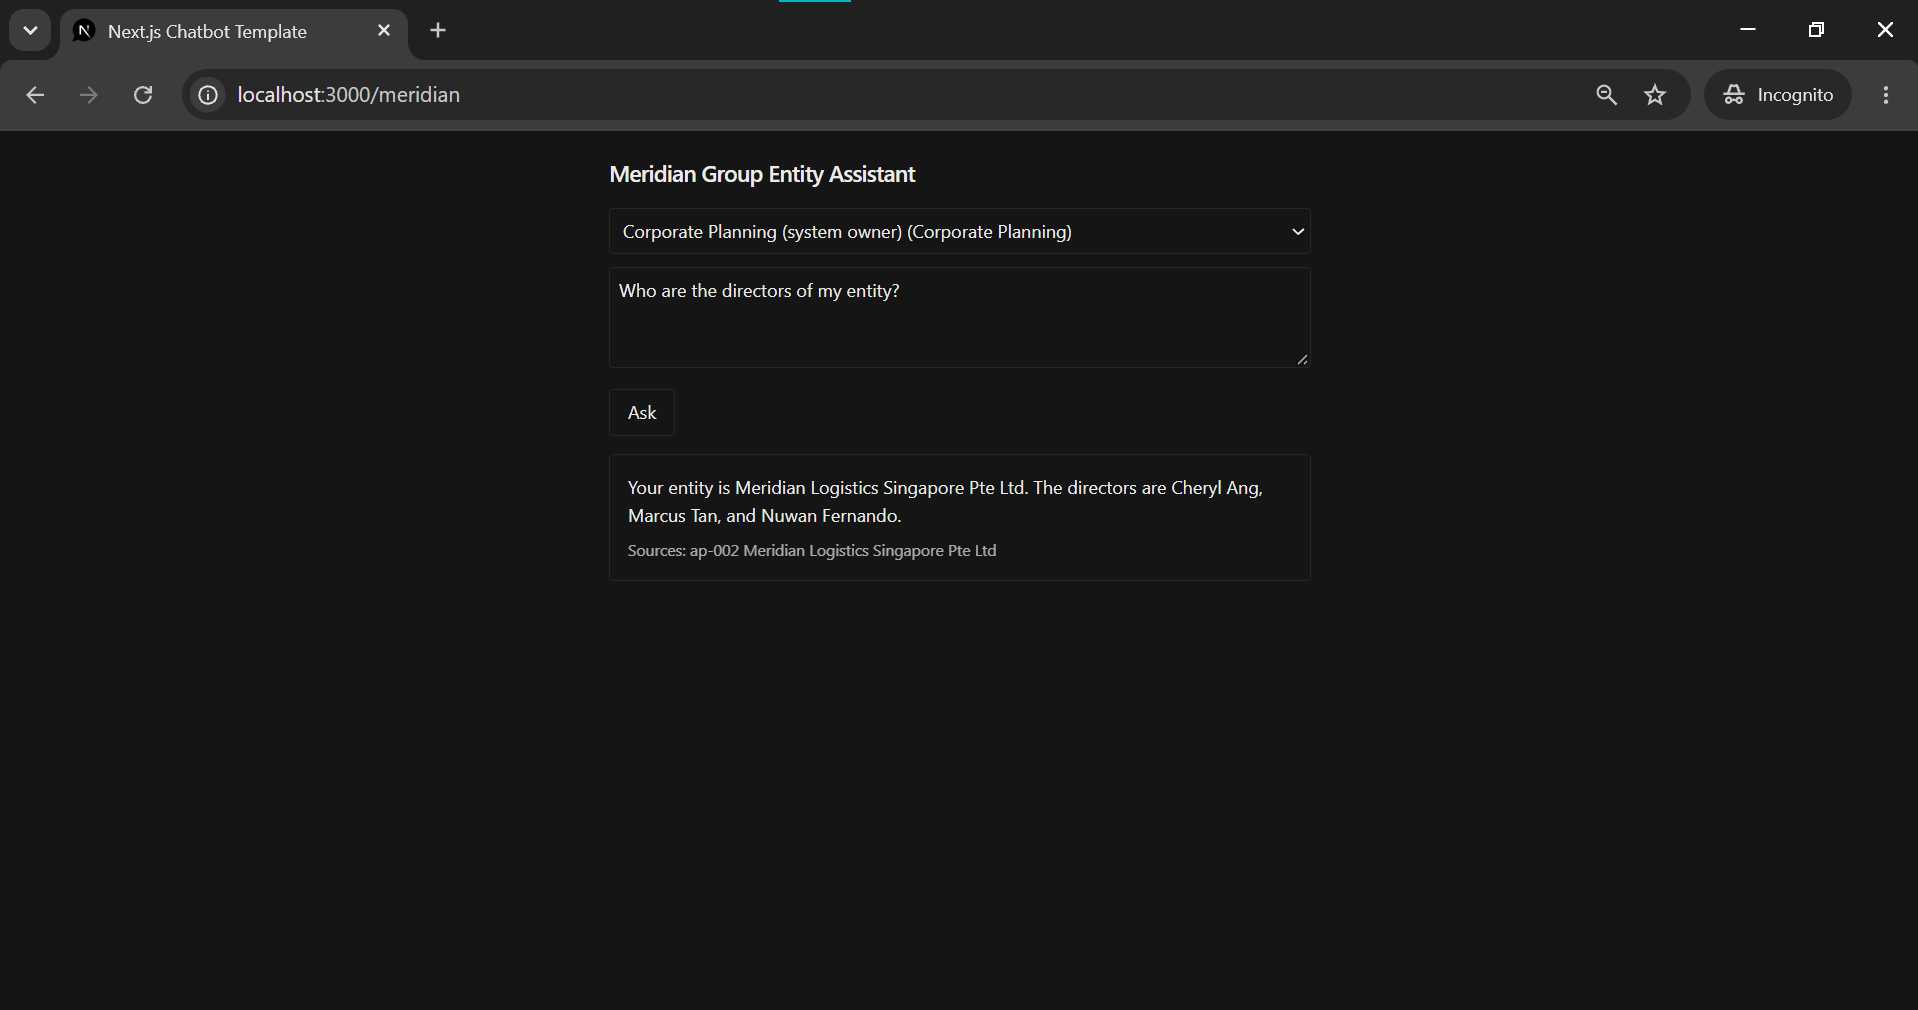 Next.js Chatbot Template
localhost:3000/meridian
Incognito
Meridian Group Entity Assistant
Corporate Planning (system owner) (Corporate Planning)
Who are the directors of my entity?
Ask
Your entity is Meridian Logistics Singapore Pte Ltd. The directors are Cheryl Ang,
Marcus Tan, and Nuwan Fernando.
Sources: ap-002 Meridian Logistics Singapore Pte Ltd